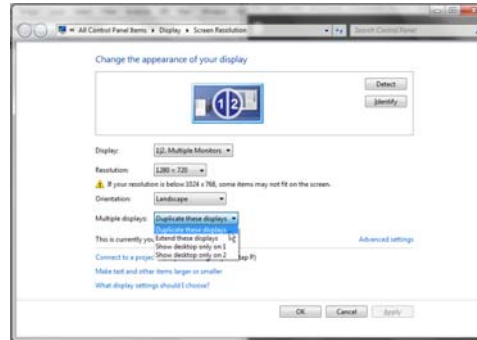 All Control Panel Items ▸ Display ▸ Screen Resolution
Search Control Panel
Change the appearance of your display
1|2
Detect
Identify
Display: 1|2. Multiple Monitors
Resolution: 1280 × 720
If your resolution is below 1024 x 768, some items may not fit on the screen.
Orientation: Landscape
Multiple displays: Duplicate these displays
Duplicate these displays
This is currently you
Extend these displays
Advanced settings
Show desktop only on 1
Connect to a projec
Show desktop only on 2
tap P)
Make text and other items larger or smaller
What display settings should I choose?
OK
Cancel
Apply